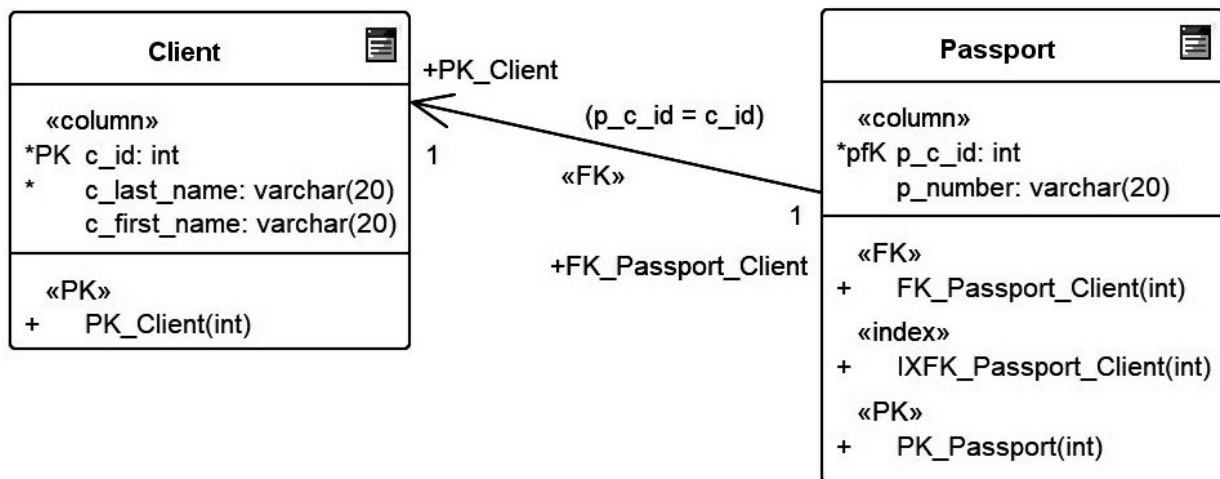 Client
«column»
*PK c_id: int
* c_last_name: varchar(20)
c_first_name: varchar(20)
«PK»
+ PK_Client(int)
+PK_Client
(p_c_id = c_id)
1
«FK»
1
+FK_Passport_Client
Passport
«column»
*pfK p_c_id: int
p_number: varchar(20)
«FK»
+ FK_Passport_Client(int)
«index»
+ IXFK_Passport_Client(int)
«PK»
+ PK_Passport(int)